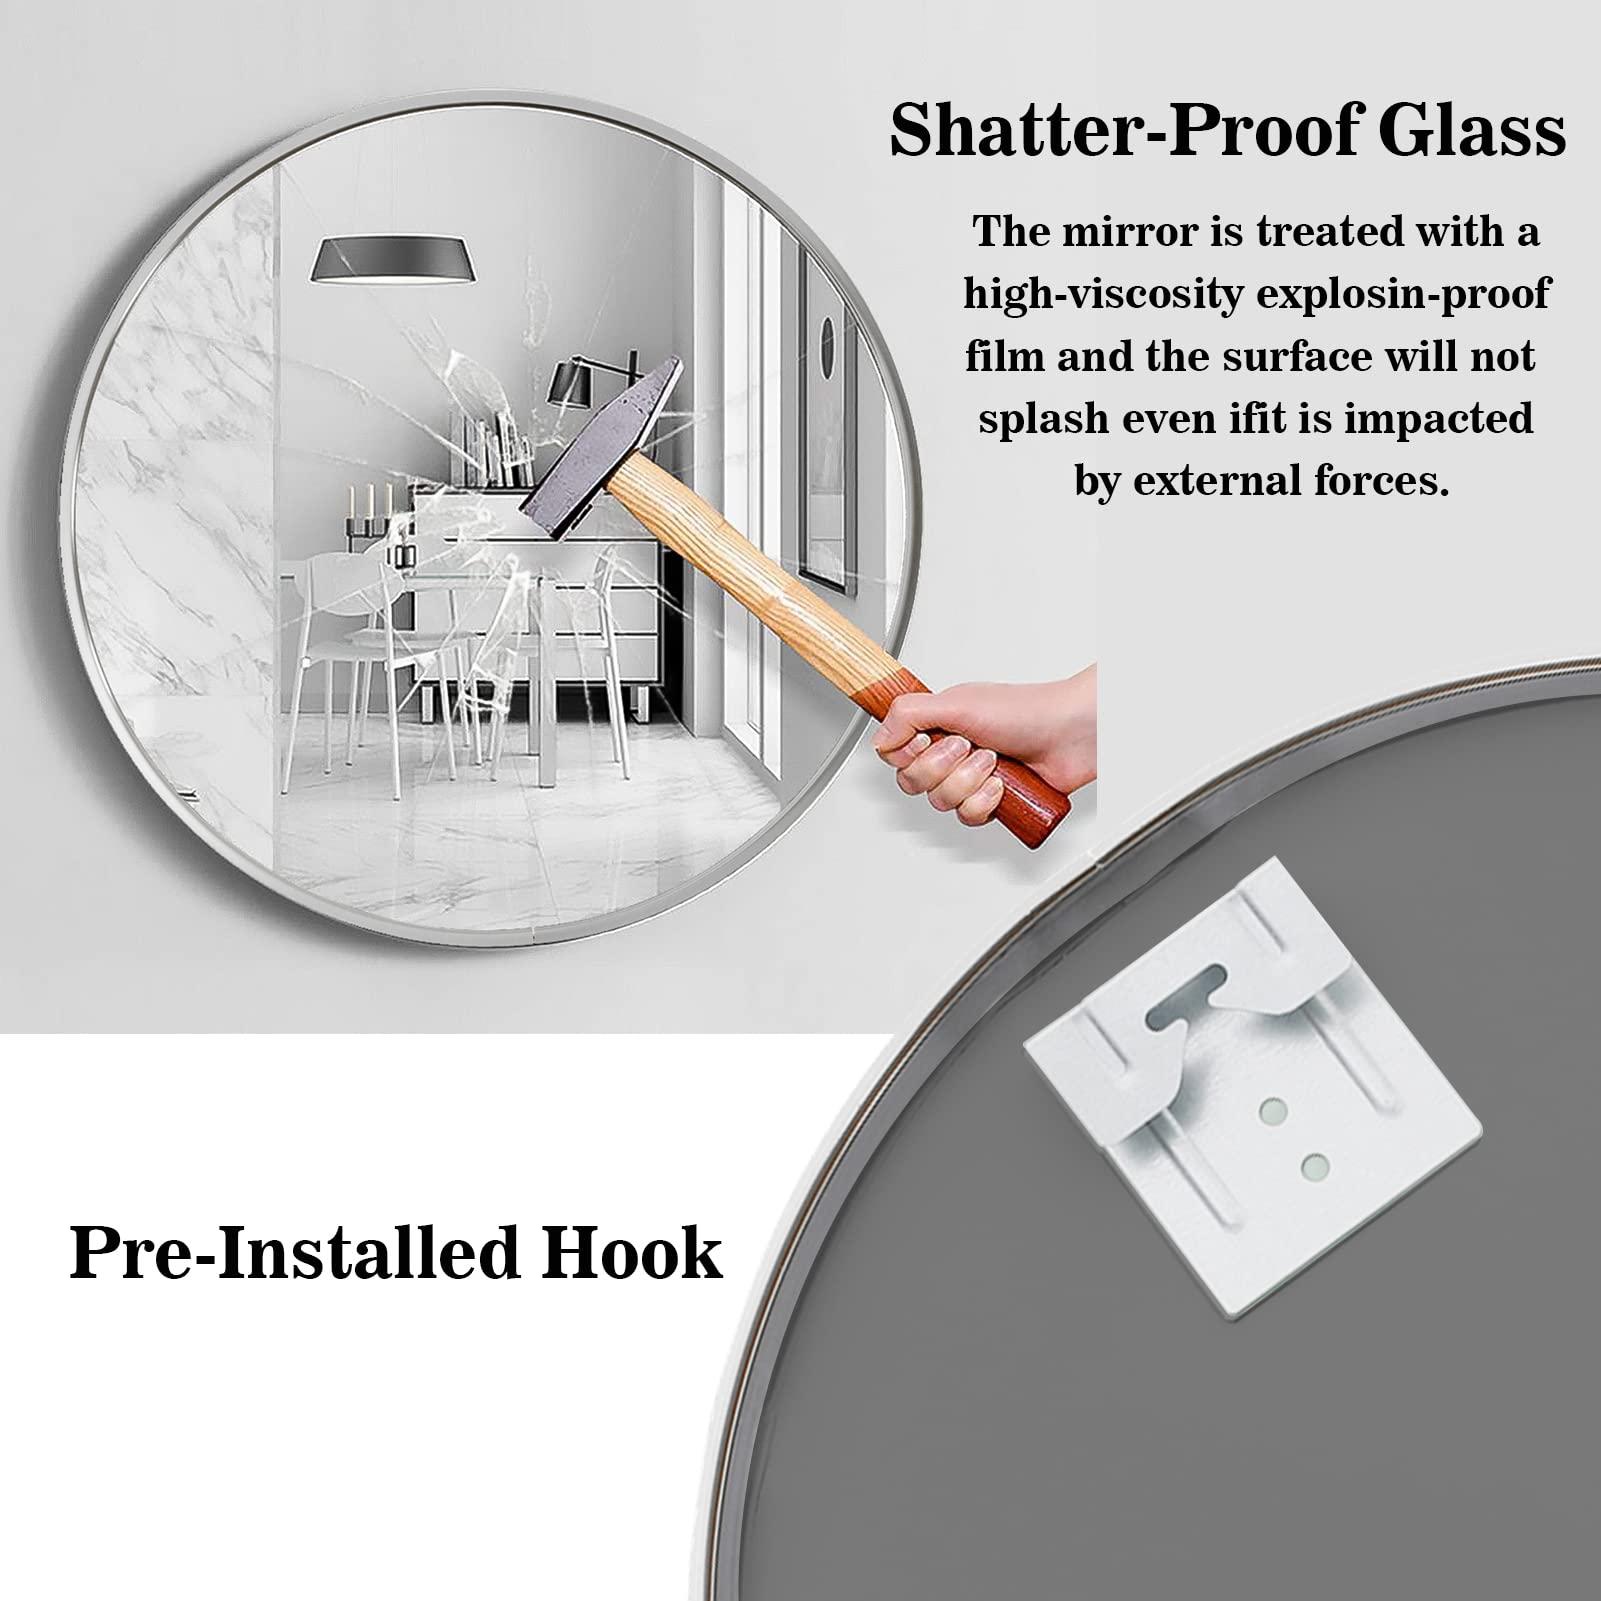 Shatter-Proof Glass
The mirror is treated with a
high-viscosity explosin-proof
film and the surface will not
splash even ifit is impacted
by external forces.
Pre-Installed Hook